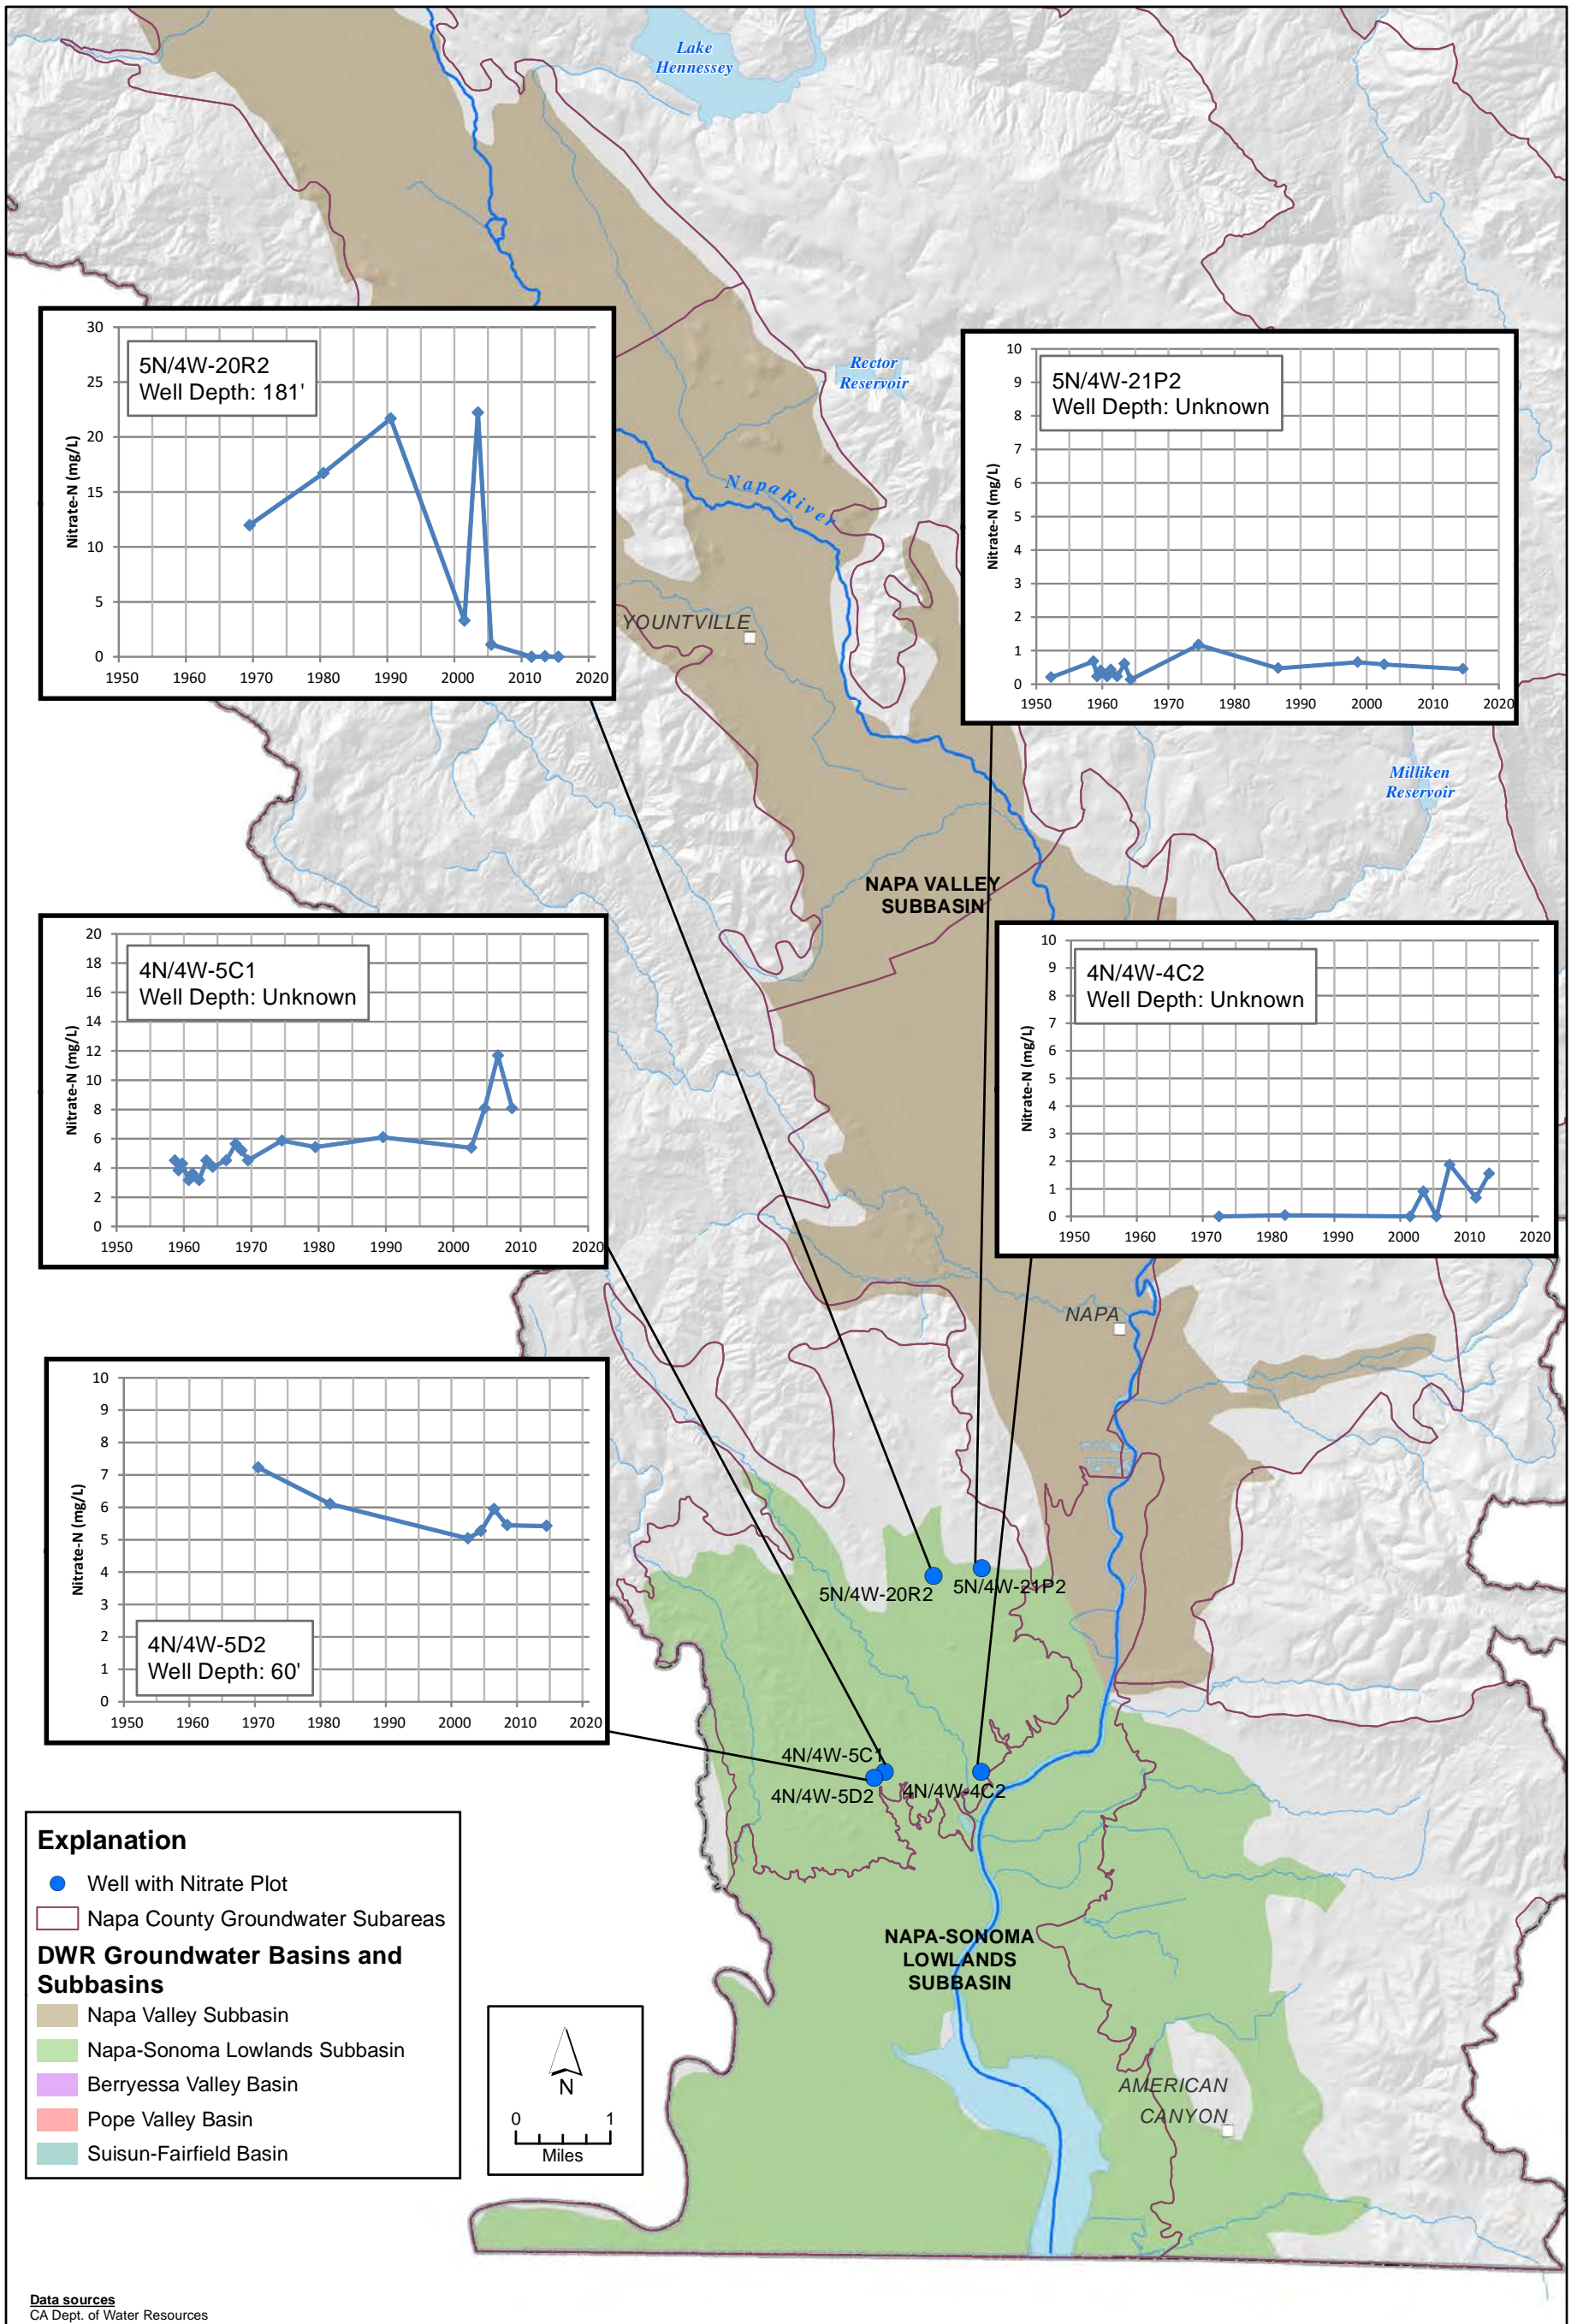 Lake
Hennessey
30
25
20
15
10
5
0
Nitrate-N (mg/L)
5N/4W-20R2
Well Depth: 181'
1950 1960 1970 1980 1990 2000 2010 2020
Rector
Reservoir
10
9
8
7
6
5
4
3
2
1
0
Nitrate-N (mg/L)
5N/4W-21P2
Well Depth: Unknown
1950 1960 1970 1980 1990 2000 2010 2020
Napa River
YOUNTVILLE
Milliken
Reservoir
NAPA VALLEY
SUBBASIN
20
18
16
14
12
10
8
6
4
2
0
Nitrate-N (mg/L)
4N/4W-5C1
Well Depth: Unknown
1950 1960 1970 1980 1990 2000 2010 2020
10
9
8
7
6
5
4
3
2
1
0
Nitrate-N (mg/L)
4N/4W-4C2
Well Depth: Unknown
1950 1960 1970 1980 1990 2000 2010 2020
NAPA
10
9
8
7
6
5
4
3
2
1
0
Nitrate-N (mg/L)
4N/4W-5D2
Well Depth: 60'
1950 1960 1970 1980 1990 2000 2010 2020
5N/4W-20R2
5N/4W-21P2
4N/4W-5C1
4N/4W-5D2
4N/4W-4C2
NAPA-SONOMA
LOWLANDS
SUBBASIN
AMERICAN
CANYON
Explanation
Well with Nitrate Plot
Napa County Groundwater Subareas
DWR Groundwater Basins and
Subbasins
Napa Valley Subbasin
Napa-Sonoma Lowlands Subbasin
Berryessa Valley Basin
Pope Valley Basin
Suisun-Fairfield Basin
N
0 1
Miles
Data sources
CA Dept. of Water Resources